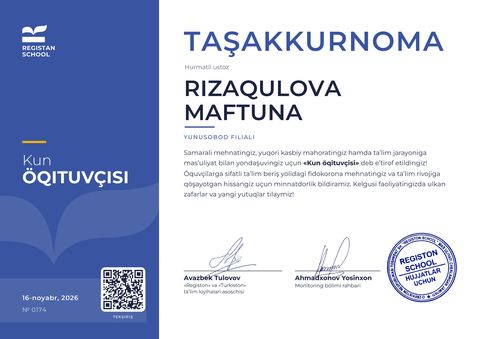 REGISTAN
SCHOOL
TAŞAKKURNOMA
Hurmatli ustoz
RIZAQULOVA
MAFTUNA
YUNUSOBOD FILIALI
Kun
ÖQITUVÇISI
Samarali mehnatingiz, yuqori kasbiy mahoratingiz hamda ta'lim jarayoniga
mas'uliyat bilan yondaşuvingiz uçun «Kun öqituvçisi» deb e'tirof etildingiz!
Öquvçilarga sifatli ta'lim beriş yölidagi fidokorona mehnatingiz va ta'lim rivojiga
qöşayotgan hissangiz uçun minnatdorlik bildiramiz. Kelgusi faoliyatingizda ulkan
zafarlar va yangi yutuqlar tilaymiz!
Avazbek Tulovov
«Registon» va «Turkiston»
ta'lim loyihalari asosçhisi
Ahmadxonov Yosinxon
Monitoring bölimi rahbari
REGISTON
SCHOOL
HUJJATLAR
UCHUN
16-noyabr, 2026
№ 0174
TEKŞIRIŞ